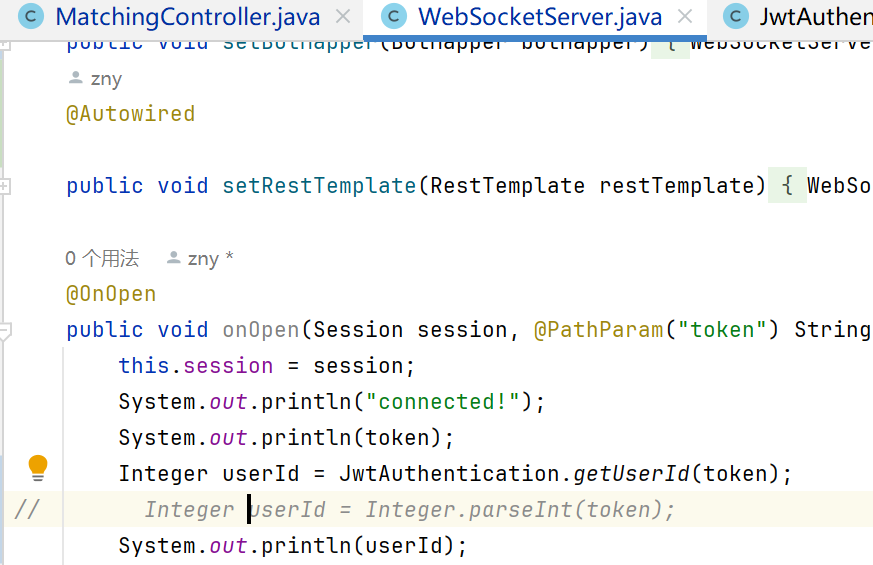 MatchingController.java WebSocketServer.java JwtAuthen
public void setBotMapper(BotMapper botMapper) { WebSocketServe
zny
@Autowired
public void setRestTemplate(RestTemplate restTemplate) { WebSo
0 个用法 zny *
@OnOpen
public void onOpen(Session session, @PathParam("token") String
this.session = session;
System.out.println("connected!");
System.out.println(token);
Integer userId = JwtAuthentication.getUserId(token);
// Integer userId = Integer.parseInt(token);
System.out.println(userId);